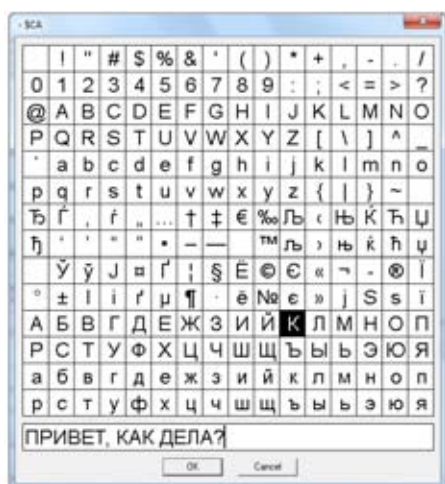 - SCA
! " # $ % & ' ( ) * + , - . /
0 1 2 3 4 5 6 7 8 9 : ; < = > ?
@ A B C D E F G H I J K L M N O
P Q R S T U V W X Y Z [ \ ] ^ _
` a b c d e f g h i j k l m n o
p q r s t u v w x y z { | } ~
Ђ Ѓ ‚ ѓ „ … † ‡ € ‰ Љ ‹ Њ Ќ Ћ Џ
ђ ‘ ’ “ ” • – — ™ љ › њ ќ ћ џ
Ў ў Ј ¤ Ґ ¦ § Ё © Є « ¬ - ® Ї
° ± І і ґ µ ¶ · ё № є » ј Ѕ ѕ ї
А Б В Г Д Е Ж З И Й К Л М Н О П
Р С Т У Ф Х Ц Ч Ш Щ Ъ Ы Ь Э Ю Я
а б в г д е ж з и й к л м н о п
р с т у ф х ц ч ш щ ъ ы ь э ю я
ПРИВЕТ, КАК ДЕЛА?
OK Cancel